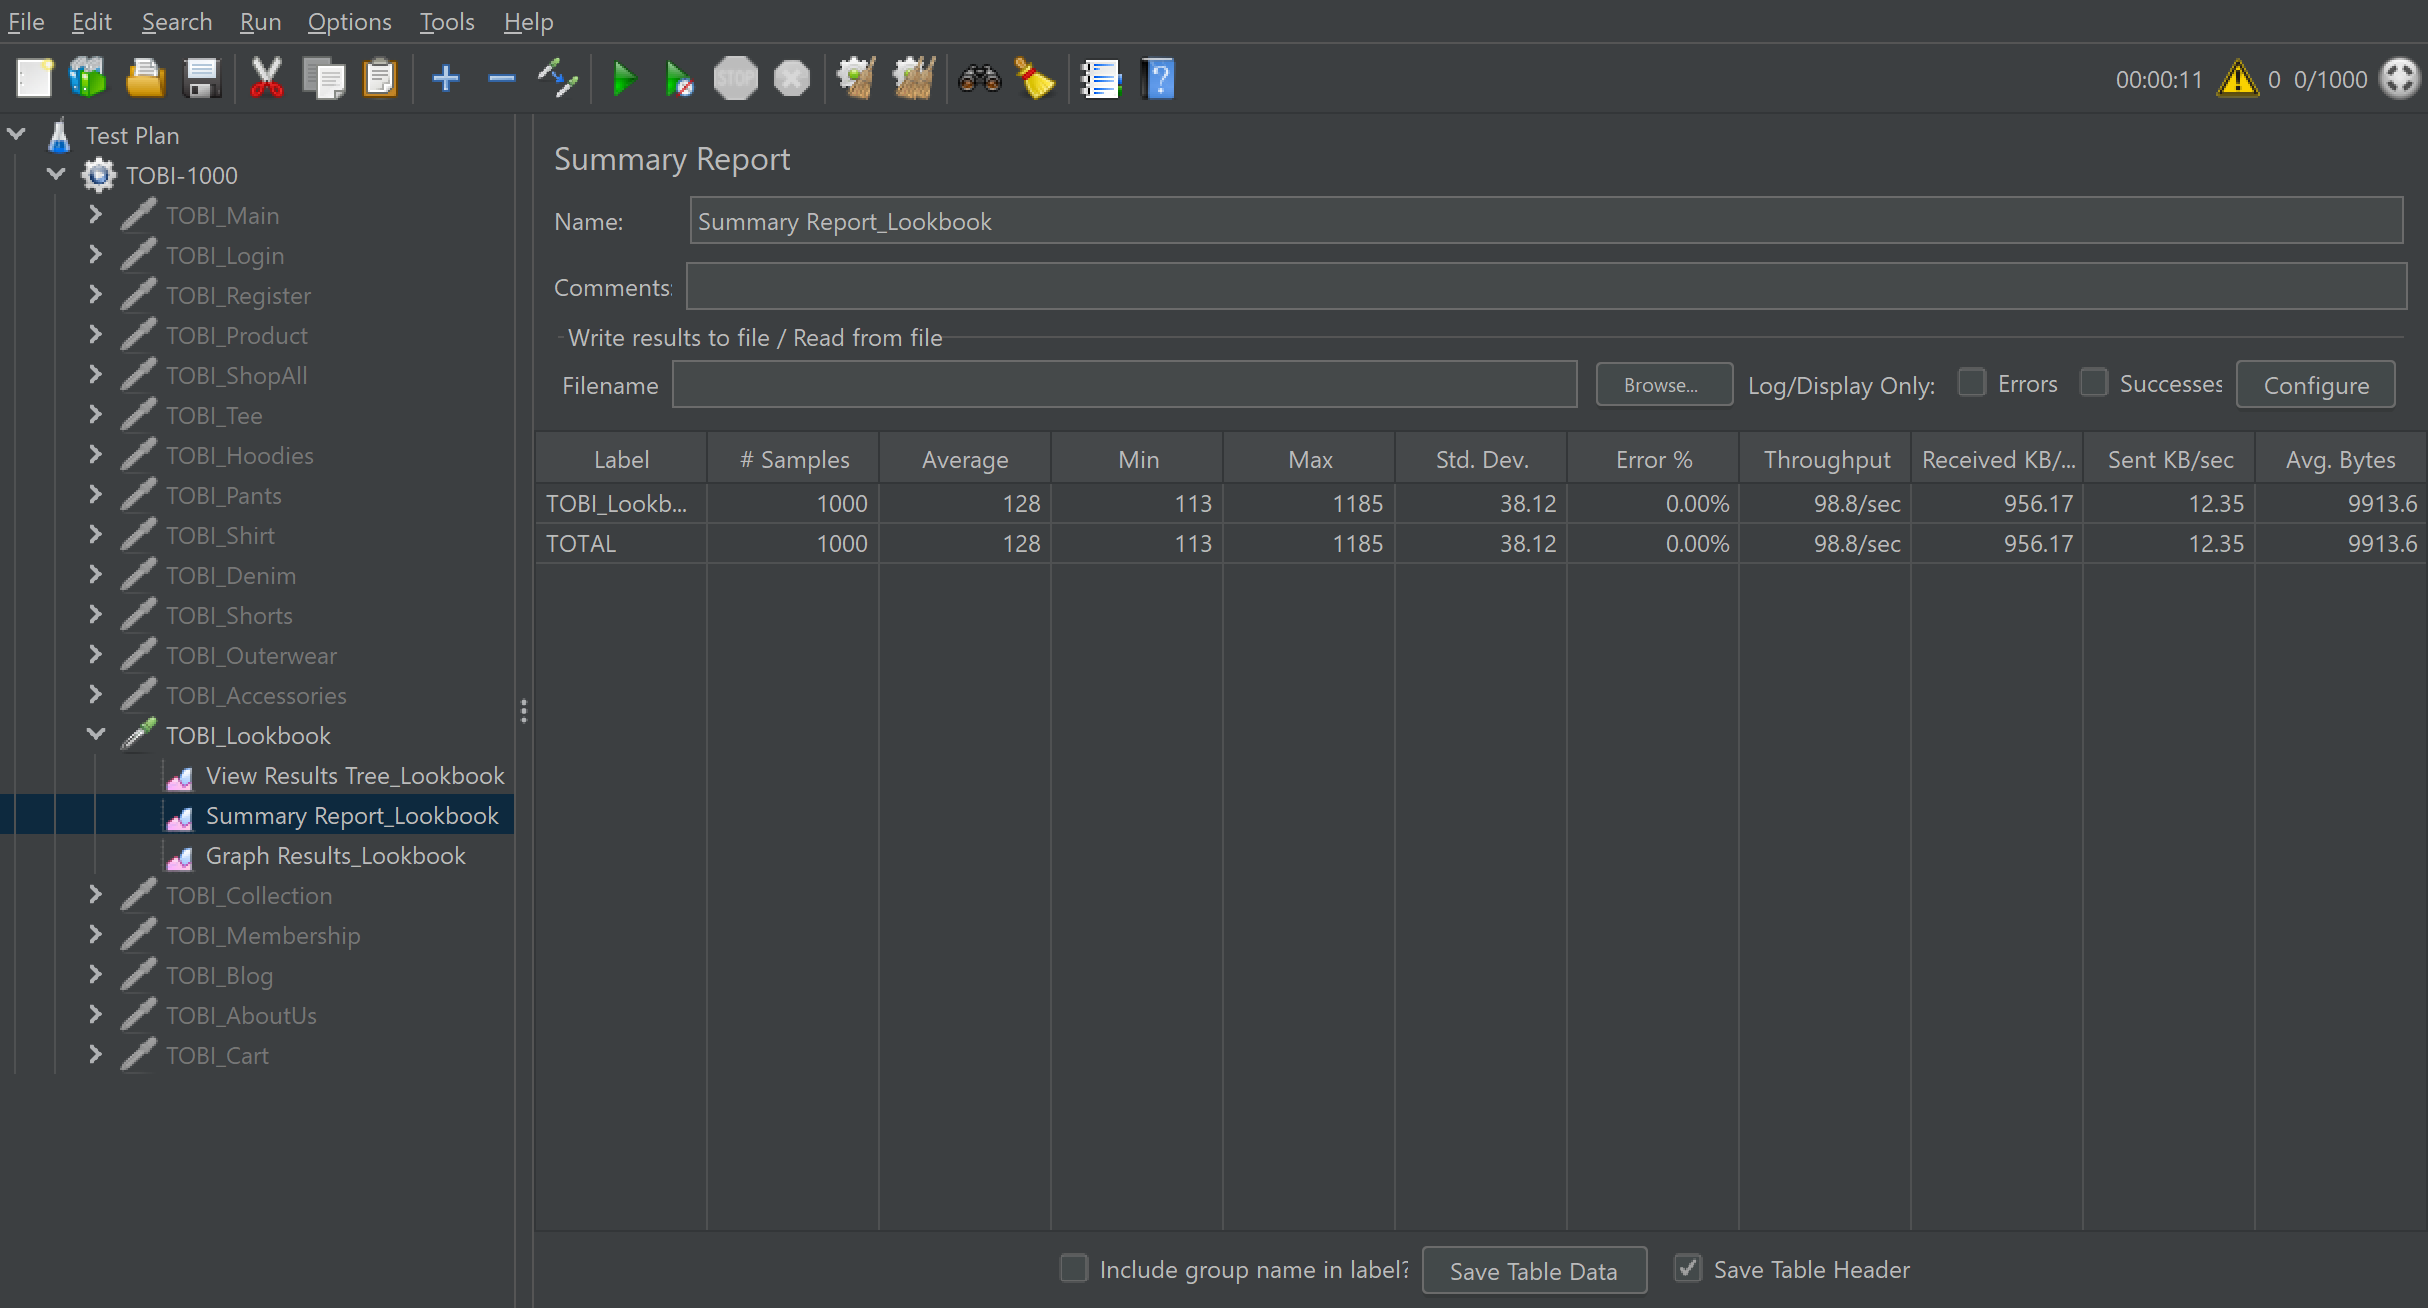 File Edit Search Run Options Tools Help
STOP
00:00:11 0 0/1000
Test Plan
TOBI-1000
TOBI_Main
TOBI_Login
TOBI_Register
TOBI_Product
TOBI_ShopAll
TOBI_Tee
TOBI_Hoodies
TOBI_Pants
TOBI_Shirt
TOBI_Denim
TOBI_Shorts
TOBI_Outerwear
TOBI_Accessories
TOBI_Lookbook
View Results Tree_Lookbook
Summary Report_Lookbook
Graph Results_Lookbook
TOBI_Collection
TOBI_Membership
TOBI_Blog
TOBI_AboutUs
TOBI_Cart
Summary Report
Name: Summary Report_Lookbook
Comments:
Write results to file / Read from file
Filename Browse... Log/Display Only: Errors Successes Configure
Label # Samples Average Min Max Std. Dev. Error % Throughput Received KB/... Sent KB/sec Avg. Bytes
TOBI_Lookb... 1000 128 113 1185 38.12 0.00% 98.8/sec 956.17 12.35 9913.6
TOTAL 1000 128 113 1185 38.12 0.00% 98.8/sec 956.17 12.35 9913.6
Include group name in label? Save Table Data Save Table Header